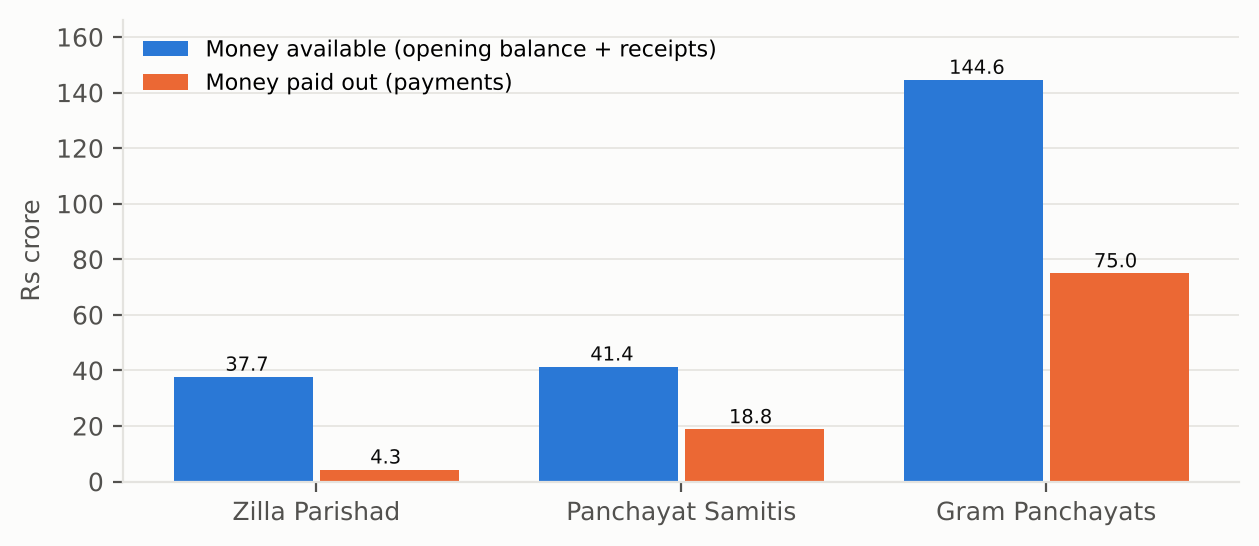 Money available (opening balance + receipts)
Money paid out (payments)
Rs crore
160
140
120
100
80
60
40
20
0
37.7
4.3
41.4
18.8
144.6
75.0
Zilla Parishad
Panchayat Samitis
Gram Panchayats